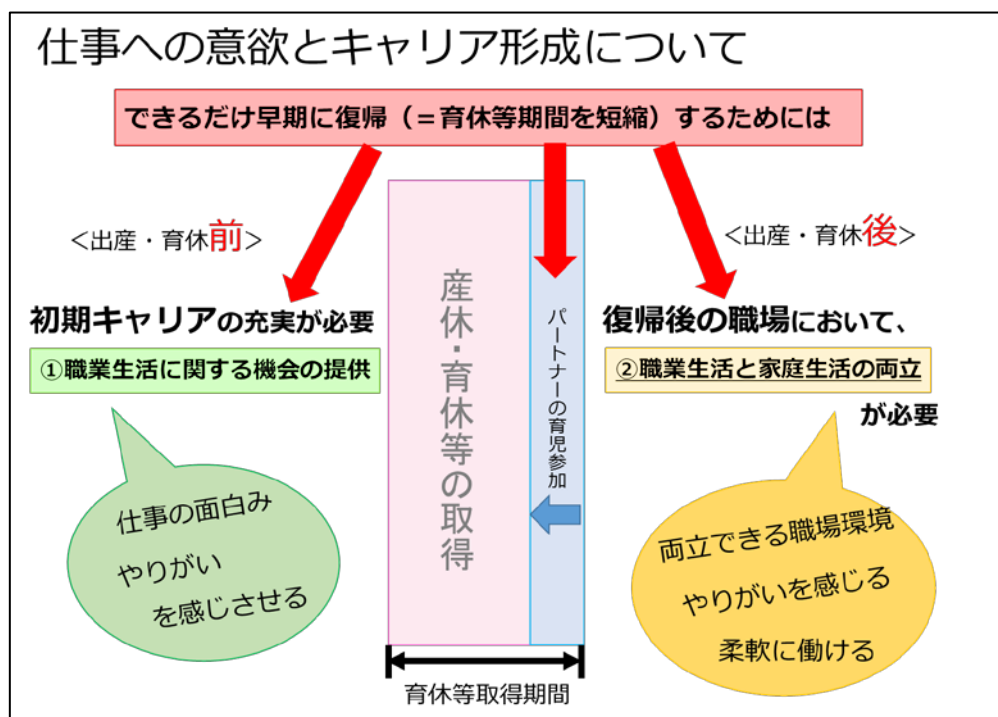 仕事への意欲とキャリア形成について
できるだけ早期に復帰（＝育休等期間を短縮）するためには
＜出産・育休前＞
初期キャリアの充実が必要
①職業生活に関する機会の提供
仕事の面白み
やりがい
を感じさせる
産休・育休等の取得
パートナーの育児参加
育休等取得期間
＜出産・育休後＞
復帰後の職場において、
②職業生活と家庭生活の両立
が必要
両立できる職場環境
やりがいを感じる
柔軟に働ける